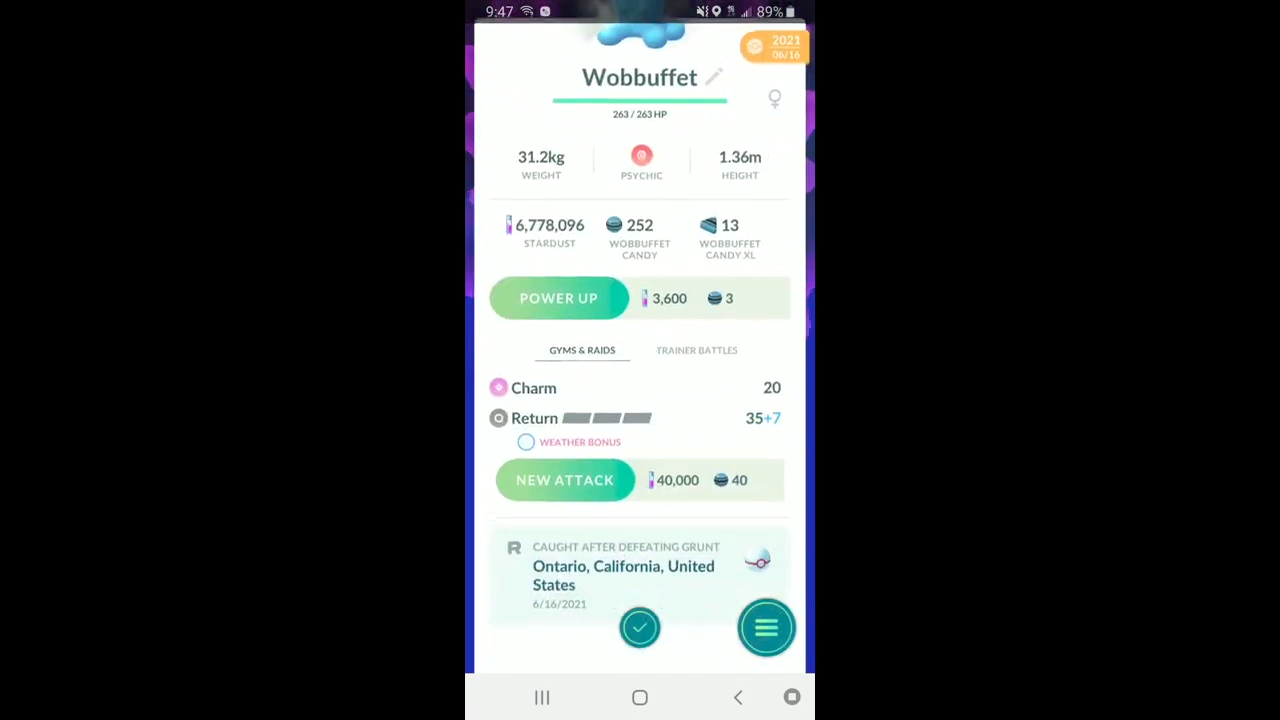 9:47
89%
2021
06/16
Wobbuffet
263 / 263 HP
31.2kg
WEIGHT
PSYCHIC
1.36m
HEIGHT
6,778,096
STARDUST
252
WOBBUFFET
CANDY
13
WOBBUFFET
CANDY XL
POWER UP
3,600
3
GYMS & RAIDS
TRAINER BATTLES
Charm
20
Return
35+7
WEATHER BONUS
NEW ATTACK
40,000
40
R
CAUGHT AFTER DEFEATING GRUNT
Ontario, California, United
States
6/16/2021